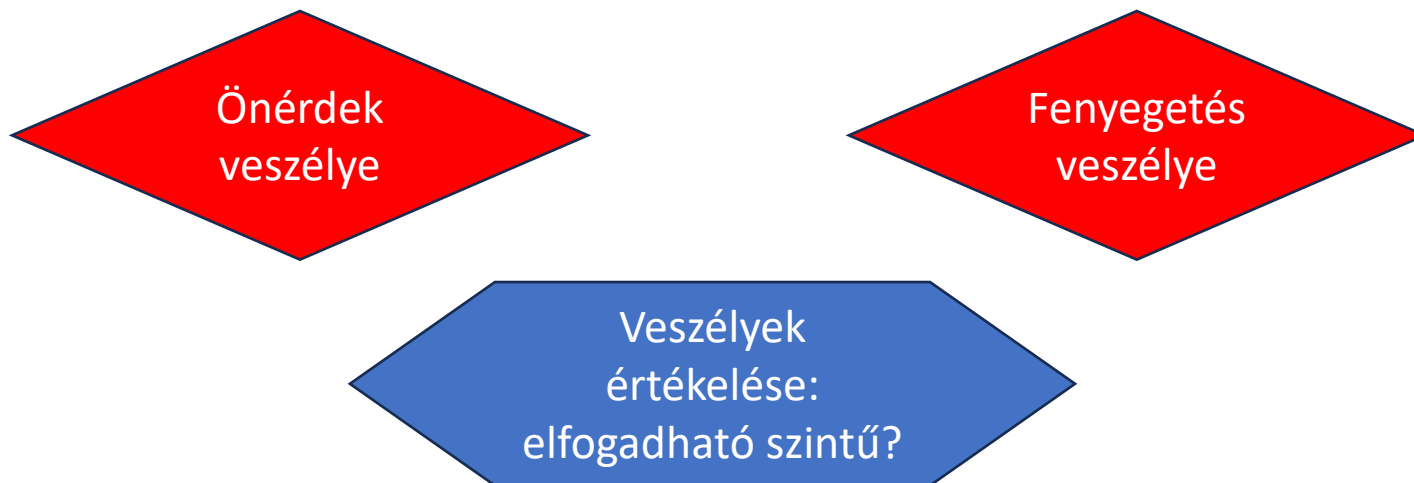 Önérdek
veszélye
Fenyegetés
veszélye
Veszélyek
értékelése:
elfogadható szintű?